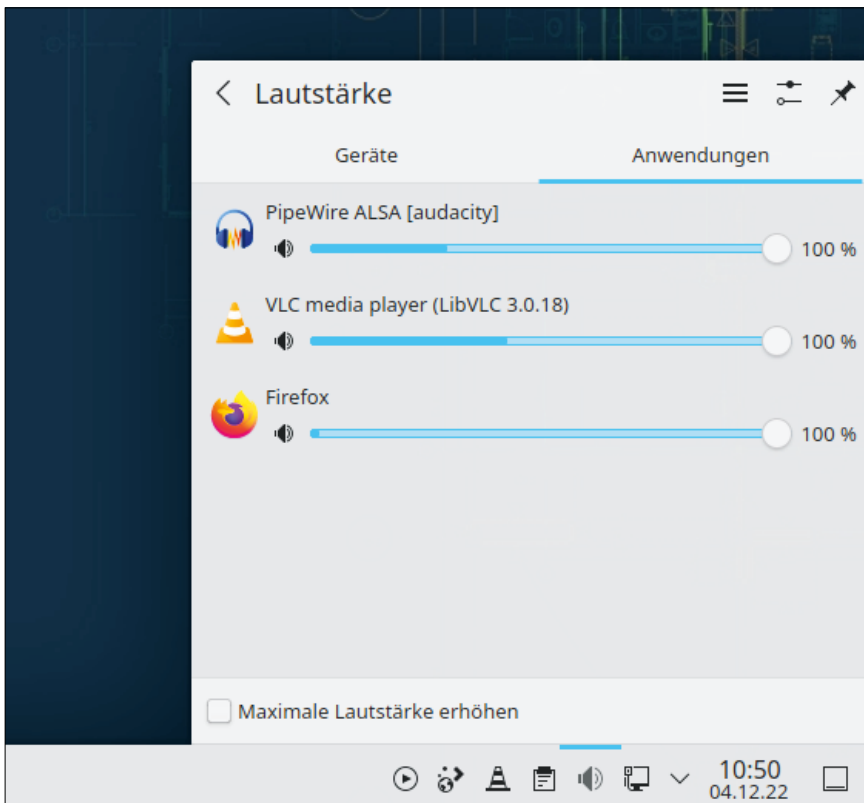 Lautstärke
Geräte
Anwendungen
PipeWire ALSA [audacity]
100 %
VLC media player (LibVLC 3.0.18)
100 %
Firefox
100 %
Maximale Lautstärke erhöhen
10:50
04.12.22